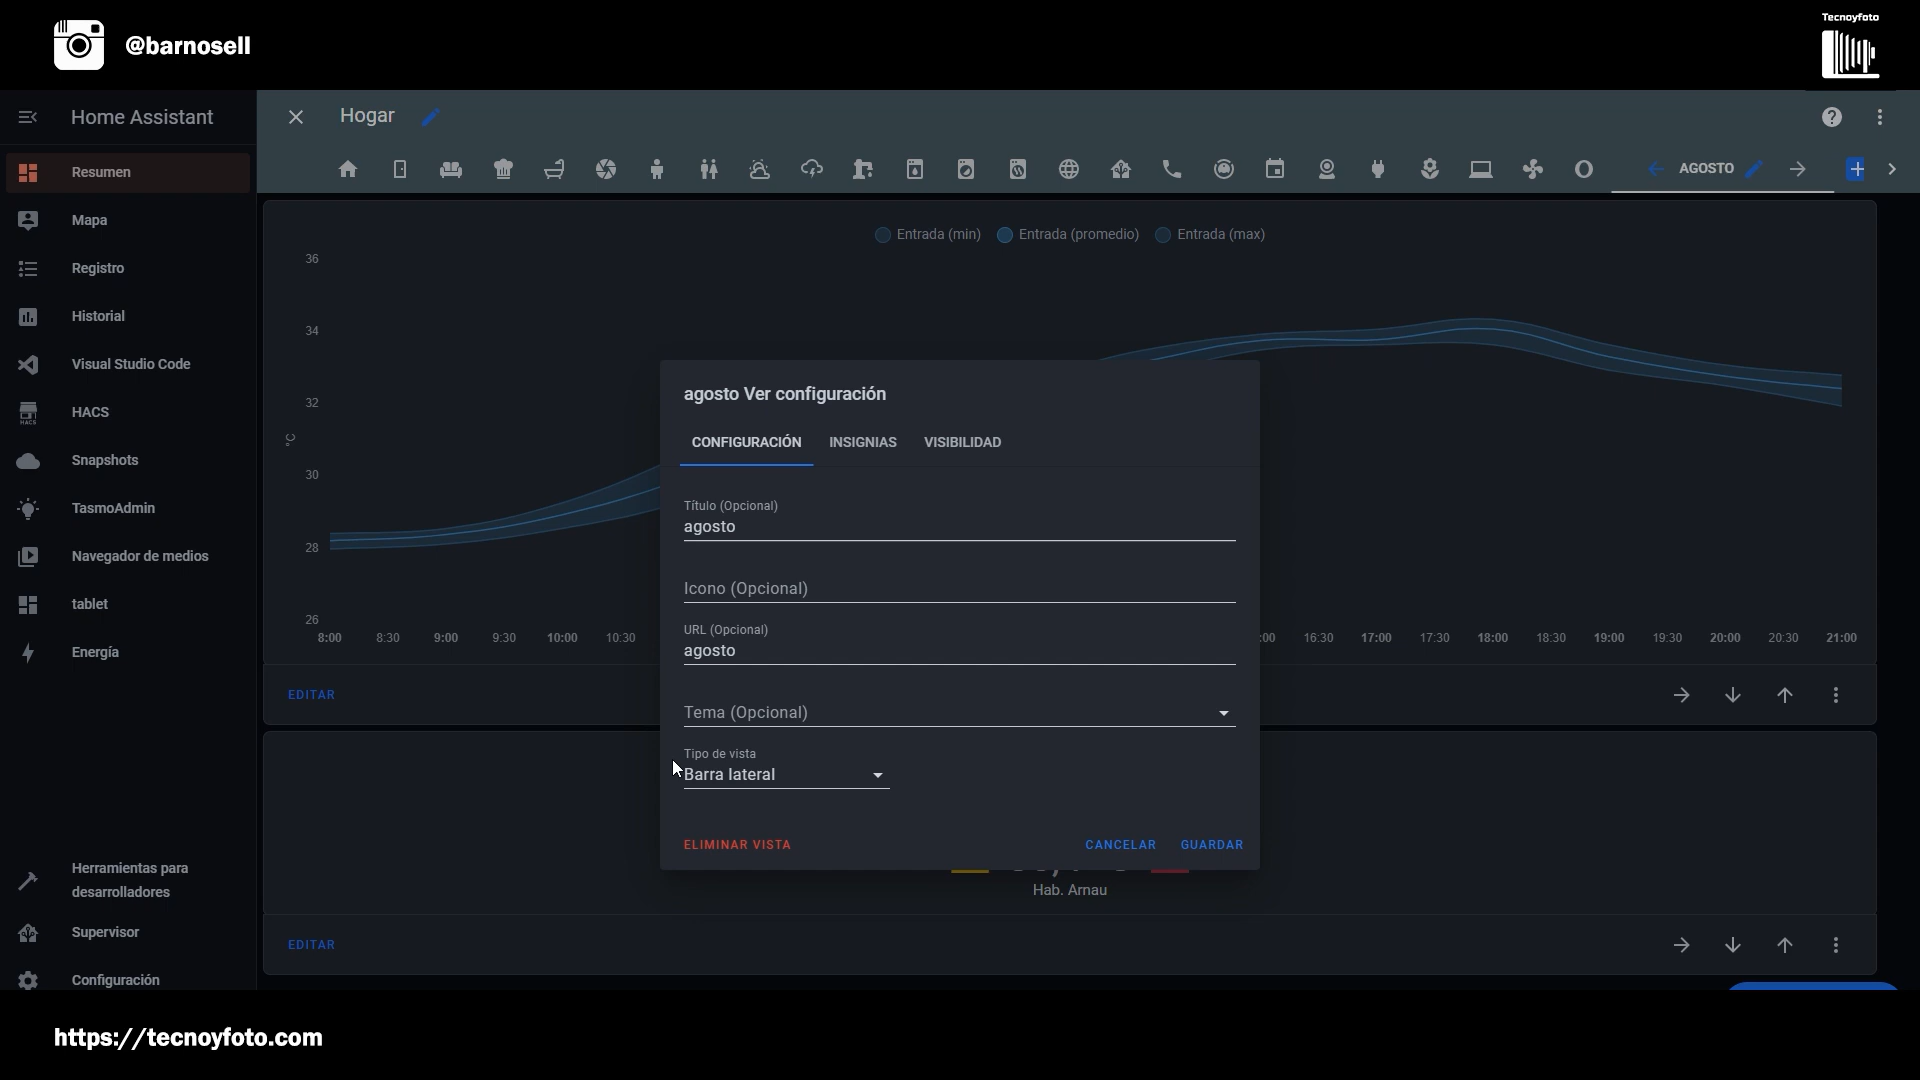 @barnosell
Tecnoyfoto
Home Assistant
Hogar
Resumen
AGOSTO
Mapa
Registro
Historial
Visual Studio Code
HACS
HACS
Snapshots
TasmoAdmin
Navegador de medios
tablet
Energía
Herramientas para
desarrolladores
Supervisor
Configuración
Entrada (min) Entrada (promedio) Entrada (max)
36
34
32
°C
30
28
26
8:00 8:30 9:00 9:30 10:00 10:30 :00 16:30 17:00 17:30 18:00 18:30 19:00 19:30 20:00 20:30 21:00
EDITAR
agosto Ver configuración
CONFIGURACIÓN INSIGNIAS VISIBILIDAD
Título (Opcional)
agosto
Icono (Opcional)
URL (Opcional)
agosto
Tema (Opcional)
Tipo de vista
Barra lateral
ELIMINAR VISTA CANCELAR GUARDAR
Hab. Arnau
EDITAR
https://tecnoyfoto.com